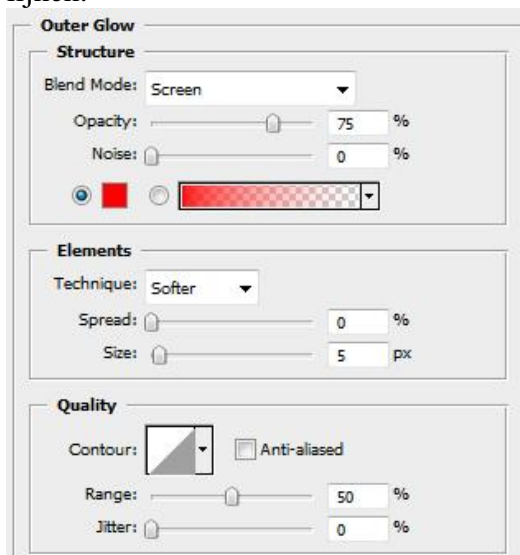 Outer Glow
Structure
Blend Mode: Screen
Opacity: 75 %
Noise: 0 %
Elements
Technique: Softer
Spread: 0 %
Size: 5 px
Quality
Contour: Anti-aliased
Range: 50 %
Jitter: 0 %